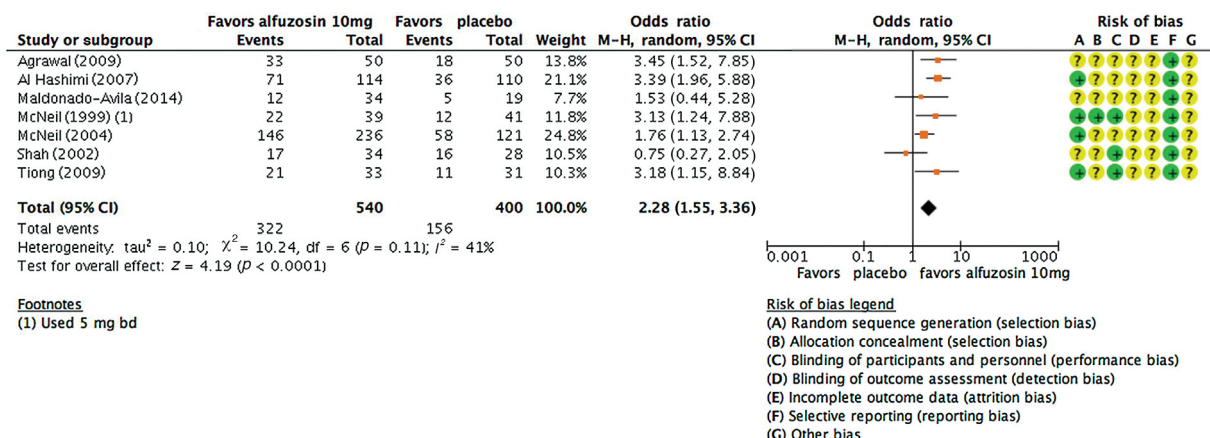 Favors alfuzosin 10mg Favors placebo Odds ratio Odds ratio Risk of bias
Study or subgroup Events Total Events Total Weight M–H, random, 95% CI M–H, random, 95% CI A B C D E F G
Agrawal (2009) 33 50 18 50 13.8% 3.45 (1.52, 7.85) ? ? ? ? ? + ?
Al Hashimi (2007) 71 114 36 110 21.1% 3.39 (1.96, 5.88) + ? ? ? ? + ?
Maldonado–Avila (2014) 12 34 5 19 7.7% 1.53 (0.44, 5.28) ? ? ? ? ? + ?
McNeil (1999) (1) 22 39 12 41 11.8% 3.13 (1.24, 7.88) + + + ? ? + ?
McNeil (2004) 146 236 58 121 24.8% 1.76 (1.13, 2.74) + ? ? ? ? + ?
Shah (2002) 17 34 16 28 10.5% 0.75 (0.27, 2.05) ? ? + ? ? + ?
Tiong (2009) 21 33 11 31 10.3% 3.18 (1.15, 8.84) + ? + ? ? + ?
Total (95% CI) 540 400 100.0% 2.28 (1.55, 3.36)
Total events 322 156
Heterogeneity: tau² = 0.10; χ² = 10.24, df = 6 (P = 0.11); I² = 41%
Test for overall effect: z = 4.19 (p < 0.0001)
0.001 0.1 1 10 1000
Favors placebo favors alfuzosin 10mg
Footnotes
(1) Used 5 mg bd
Risk of bias legend
(A) Random sequence generation (selection bias)
(B) Allocation concealment (selection bias)
(C) Blinding of participants and personnel (performance bias)
(D) Blinding of outcome assessment (detection bias)
(E) Incomplete outcome data (attrition bias)
(F) Selective reporting (reporting bias)
(G) Other bias